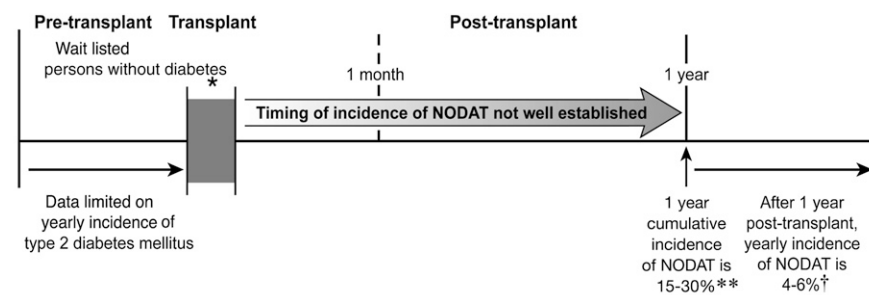 Pre-transplant
Transplant
Post-transplant
Wait listed
persons without diabetes
*
1 month
1 year
Timing of incidence of NODAT not well established
Data limited on
yearly incidence of
type 2 diabetes mellitus
1 year
cumulative
incidence
of NODAT is
15-30%**
After 1 year
post-transplant,
yearly incidence
of NODAT is
4-6%†